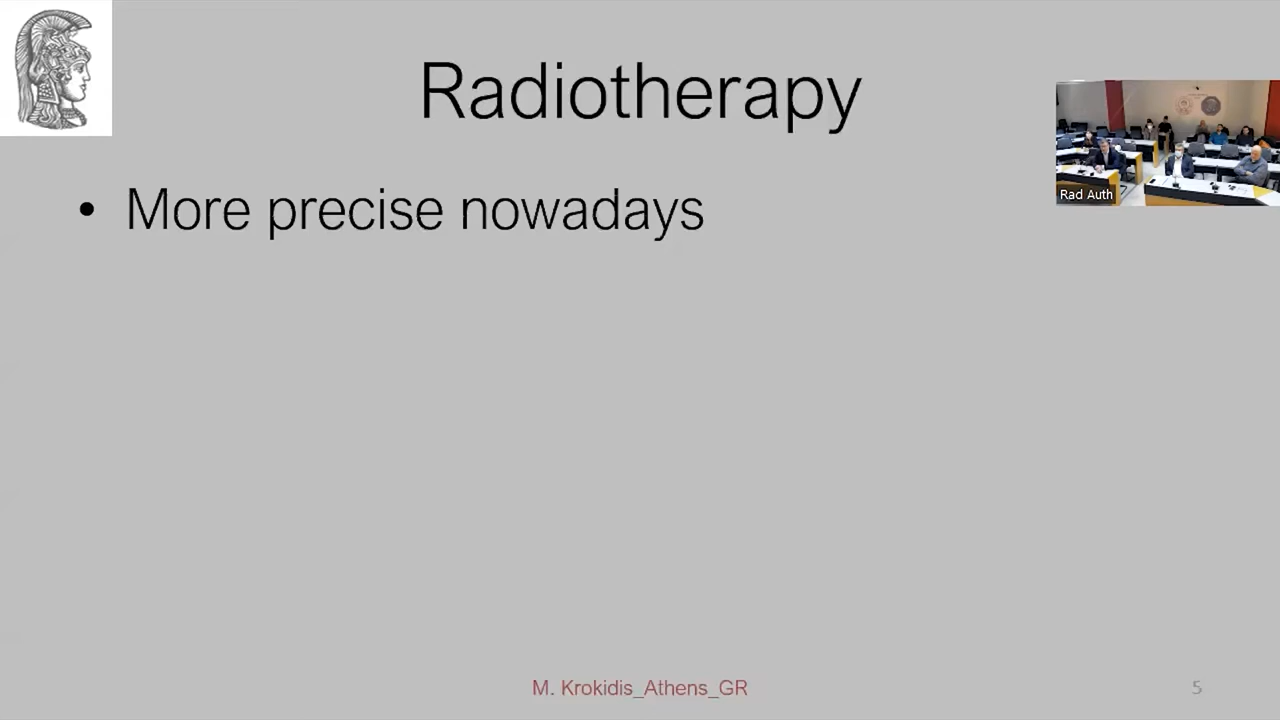 Radiotherapy
Rad Auth
• More precise nowadays
M. Krokidis_Athens_GR
5